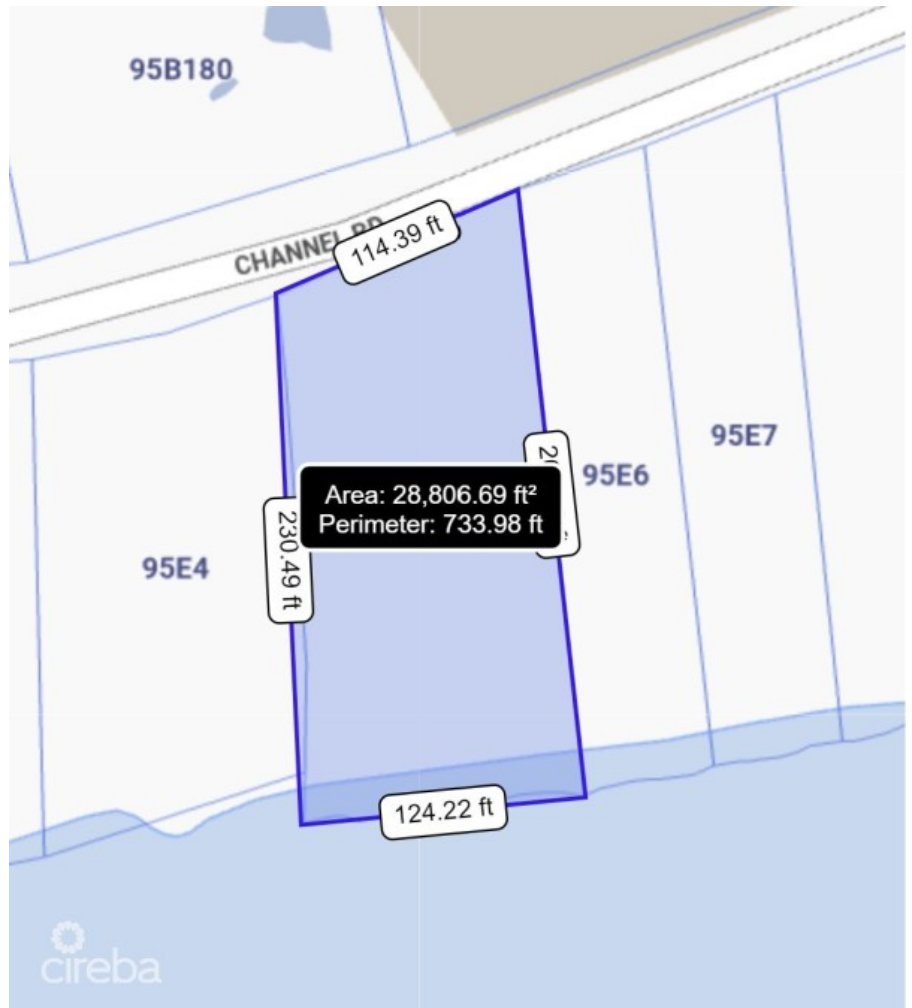 95B180
CHANNEL RD
114.39 ft
95E7
95E6
Area: 28,806.69 ft²
Perimeter: 733.98 ft
230.49 ft
95E4
124.22 ft
cireba